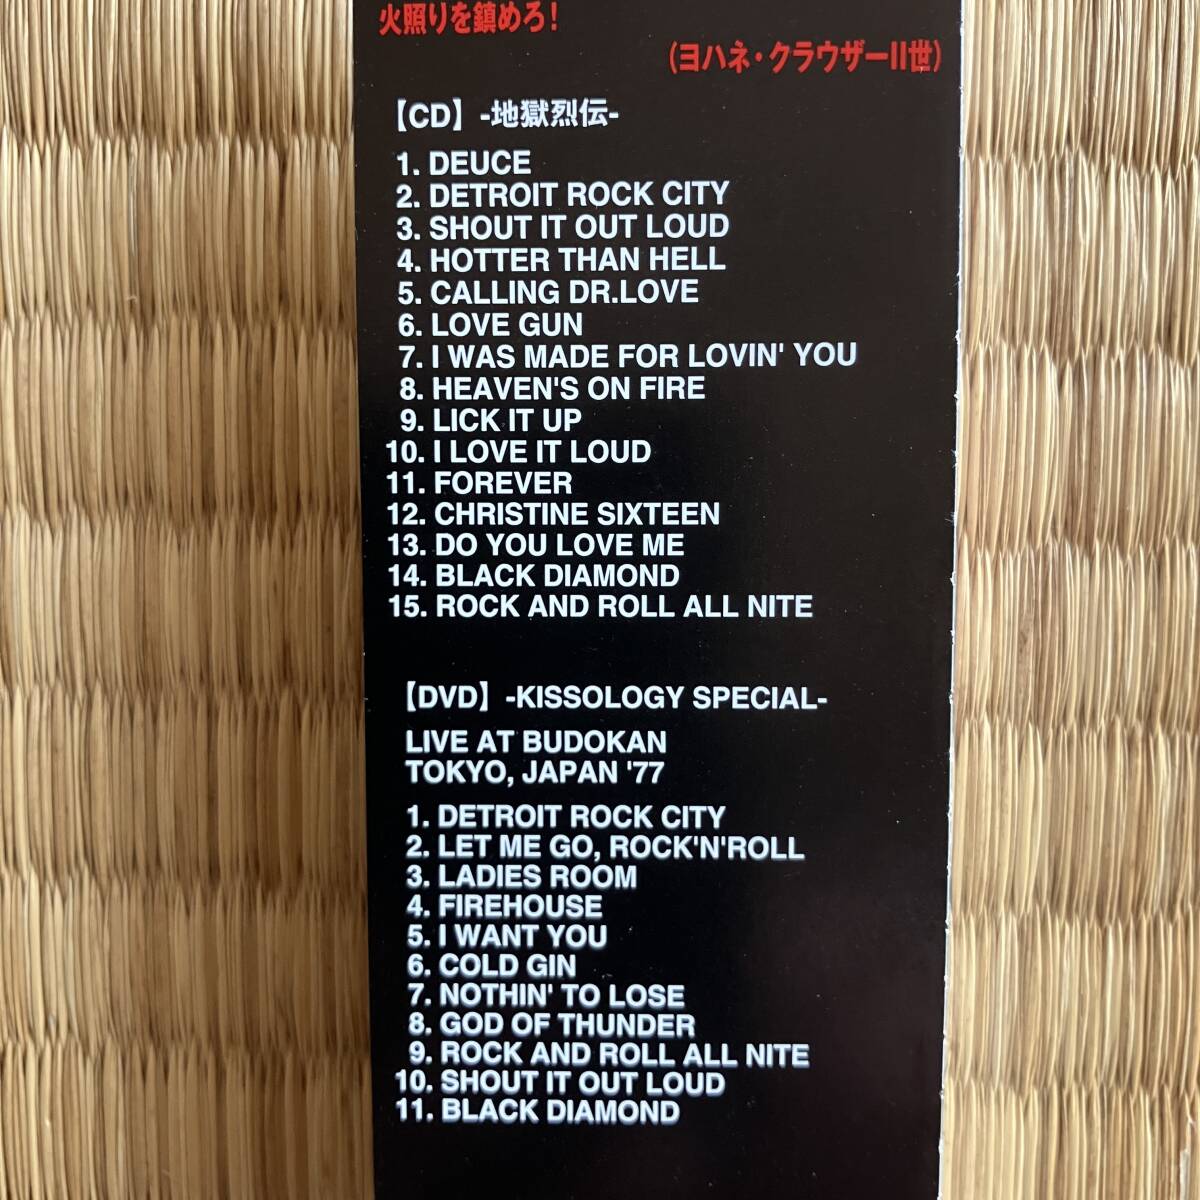 火照りを鎮めろ!
(ヨハネ・クラウザーII世)
【CD】 -地獄烈伝-
1. DEUCE
2. DETROIT ROCK CITY
3. SHOUT IT OUT LOUD
4. HOTTER THAN HELL
5. CALLING DR.LOVE
6. LOVE GUN
7. I WAS MADE FOR LOVIN' YOU
8. HEAVEN'S ON FIRE
9. LICK IT UP
10. I LOVE IT LOUD
11. FOREVER
12. CHRISTINE SIXTEEN
13. DO YOU LOVE ME
14. BLACK DIAMOND
15. ROCK AND ROLL ALL NITE
【DVD】 -KISSOLOGY SPECIAL-
LIVE AT BUDOKAN
TOKYO, JAPAN '77
1. DETROIT ROCK CITY
2. LET ME GO, ROCK'N'ROLL
3. LADIES ROOM
4. FIREHOUSE
5. I WANT YOU
6. COLD GIN
7. NOTHIN' TO LOSE
8. GOD OF THUNDER
9. ROCK AND ROLL ALL NITE
10. SHOUT IT OUT LOUD
11. BLACK DIAMOND